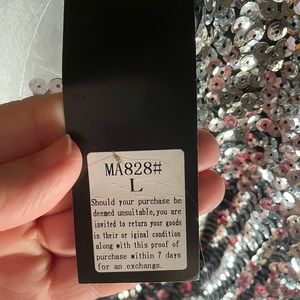 MA828#
L
Should your purchase be
deemed unsuitable,you are
invited to return your goods
in their or iginal condition
along with this proof of
purchase within 7 days
for an exchangs.